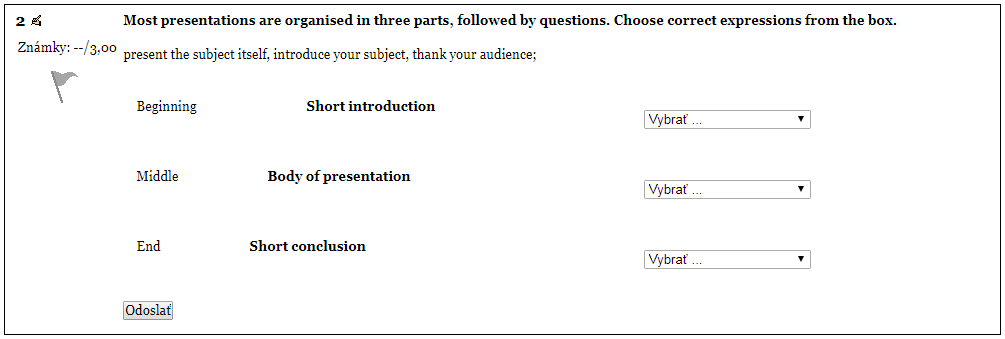 2 Most presentations are organised in three parts, followed by questions. Choose correct expressions from the box.
Známky: --/3,00
present the subject itself, introduce your subject, thank your audience;
Beginning Short introduction Vybrať ...
Middle Body of presentation Vybrať ...
End Short conclusion Vybrať ...
Odoslať